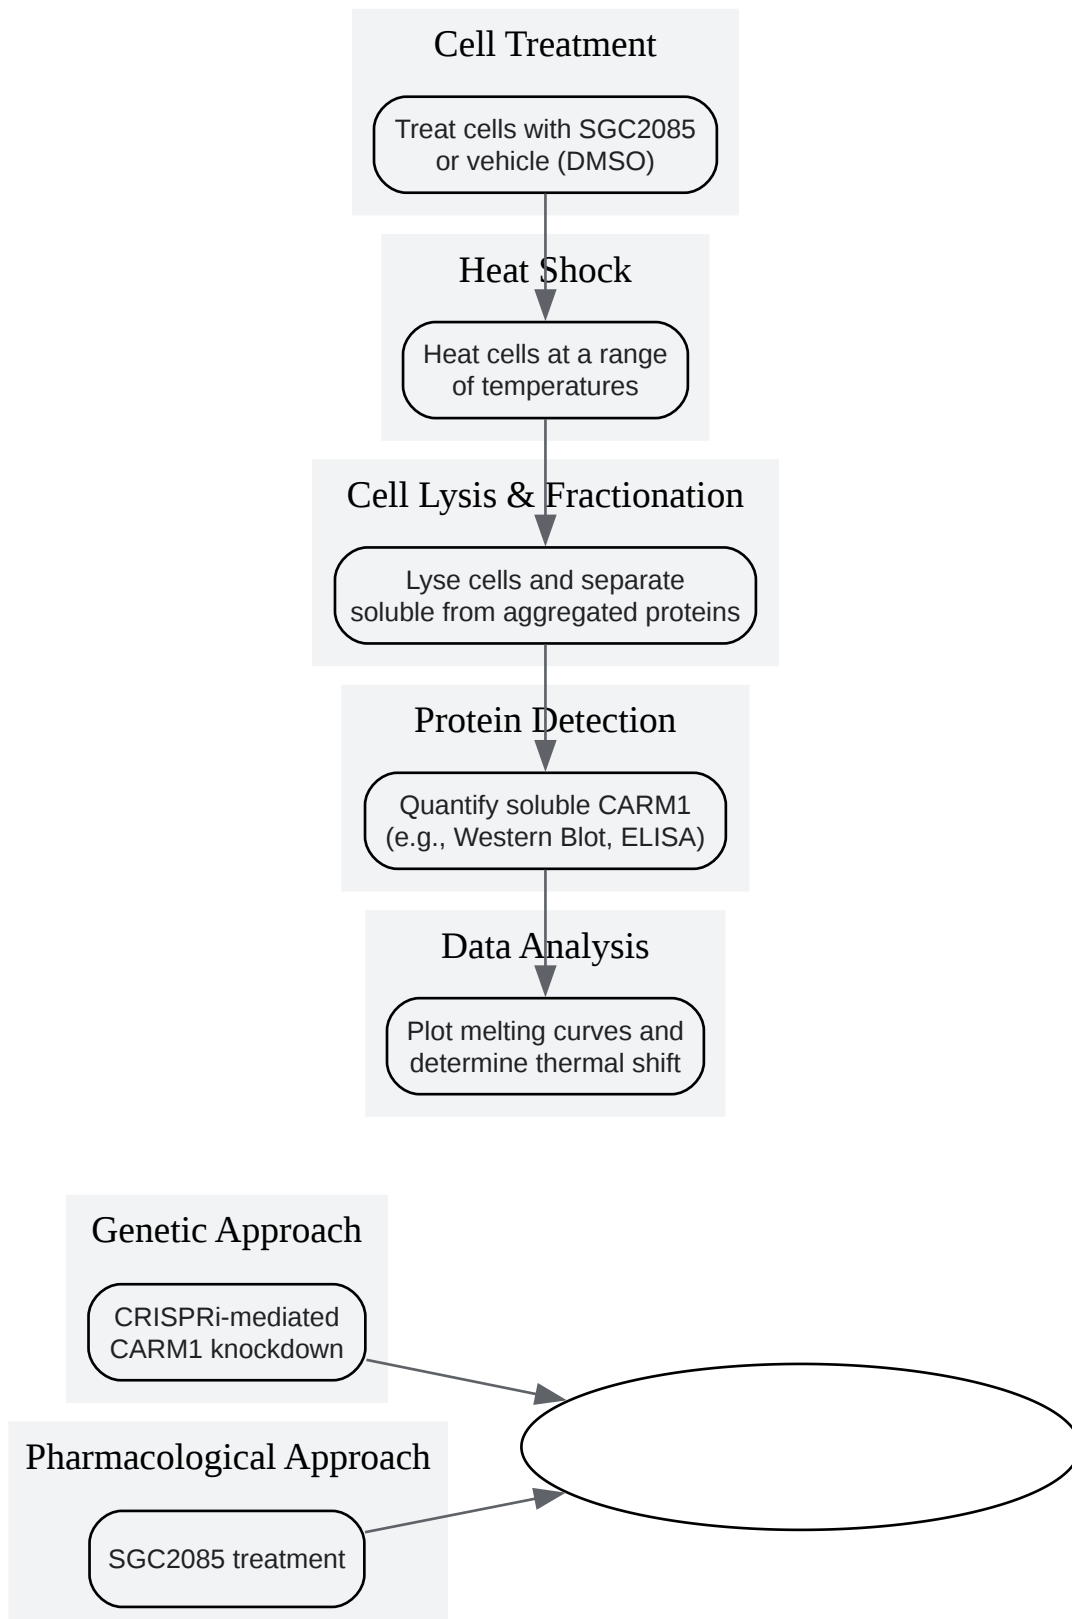 Cell Treatment
Treat cells with SGC2085
or vehicle (DMSO)
Heat Shock
Heat cells at a range
of temperatures
Cell Lysis & Fractionation
Lyse cells and separate
soluble from aggregated proteins
Protein Detection
Quantify soluble CARM1
(e.g., Western Blot, ELISA)
Data Analysis
Plot melting curves and
determine thermal shift
Genetic Approach
CRISPRi-mediated
CARM1 knockdown
Pharmacological Approach
SGC2085 treatment